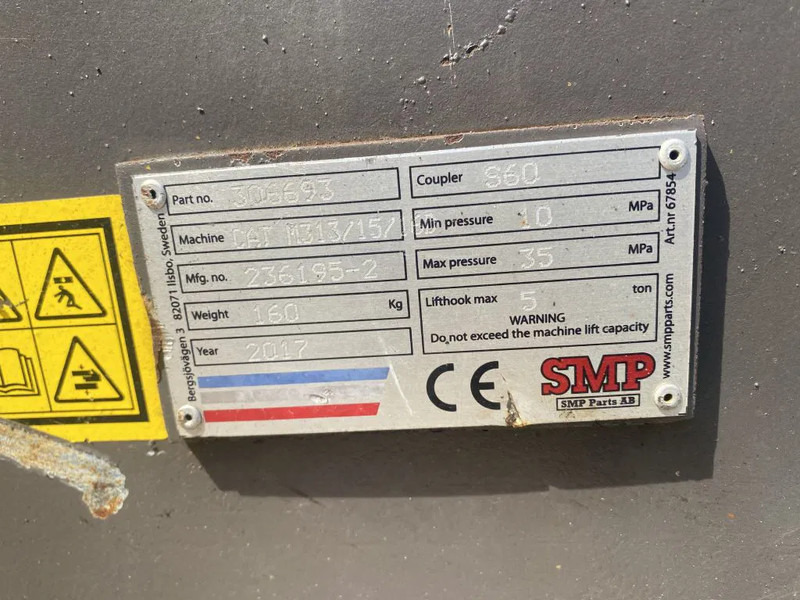 Part no. 306693
Machine CAT M313/15/16
Mfg. no. 236195-2
Weight 160 Kg
Year 2017
Coupler S60
Min pressure 10 MPa
Max pressure 35 MPa
Lifthook max 5 ton
WARNING
Do not exceed the machine lift capacity
CE
SMP
SMP Parts AB
Bergsjövägen 3 82071 Ilsbo, Sweden
www.smpparts.com
Art.nr 67854